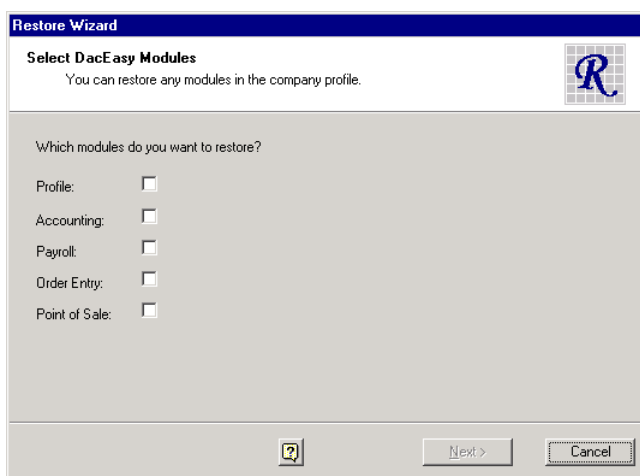 Restore Wizard
Select DacEasy Modules
You can restore any modules in the company profile.
R
Which modules do you want to restore?
Profile:
Accounting:
Payroll:
Order Entry:
Point of Sale:
?
Next >
Cancel